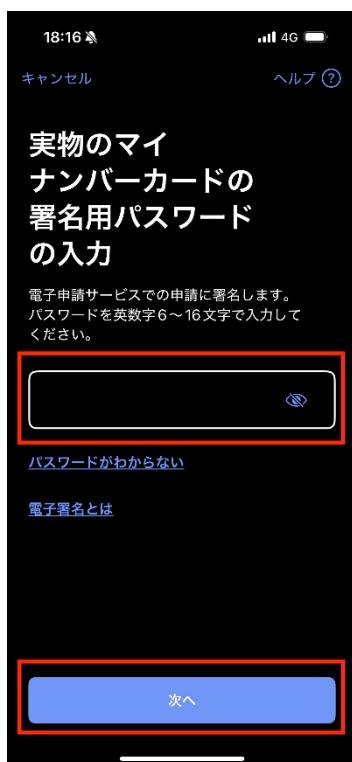 18:16 4G
キャンセル ヘルプ ?
実物のマイ
ナンバーカードの
署名用パスワード
の入力
電子申請サービスでの申請に署名します。
パスワードを英数字6～16文字で入力して
ください。
パスワードがわからない
電子署名とは
次へ